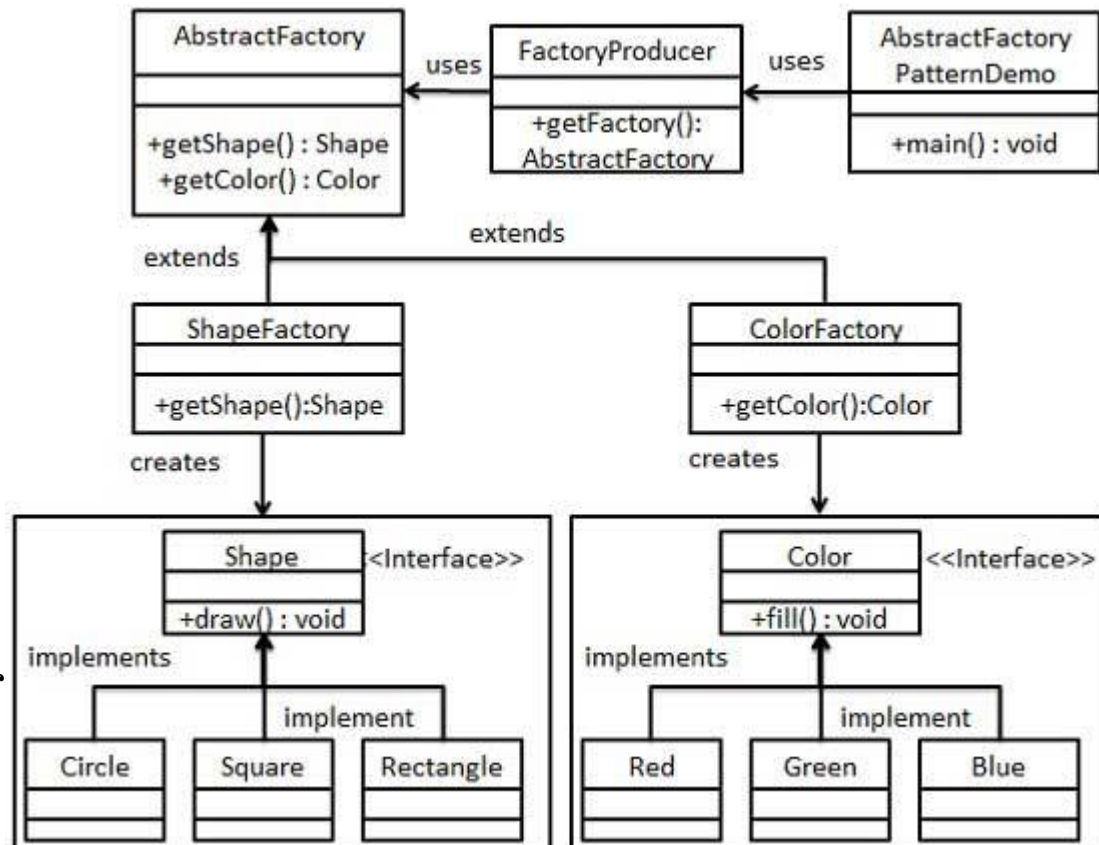 AbstractFactory
+getShape() : Shape
+getColor() : Color
uses
FactoryProducer
+getFactory():
AbstractFactory
uses
AbstractFactory
PatternDemo
+main() : void
extends
extends
ShapeFactory
+getShape():Shape
ColorFactory
+getColor():Color
creates
creates
Shape
<<Interface>>
+draw() : void
implements
implement
Circle
Square
Rectangle
Color
<<Interface>>
+fill() : void
implements
implement
Red
Green
Blue